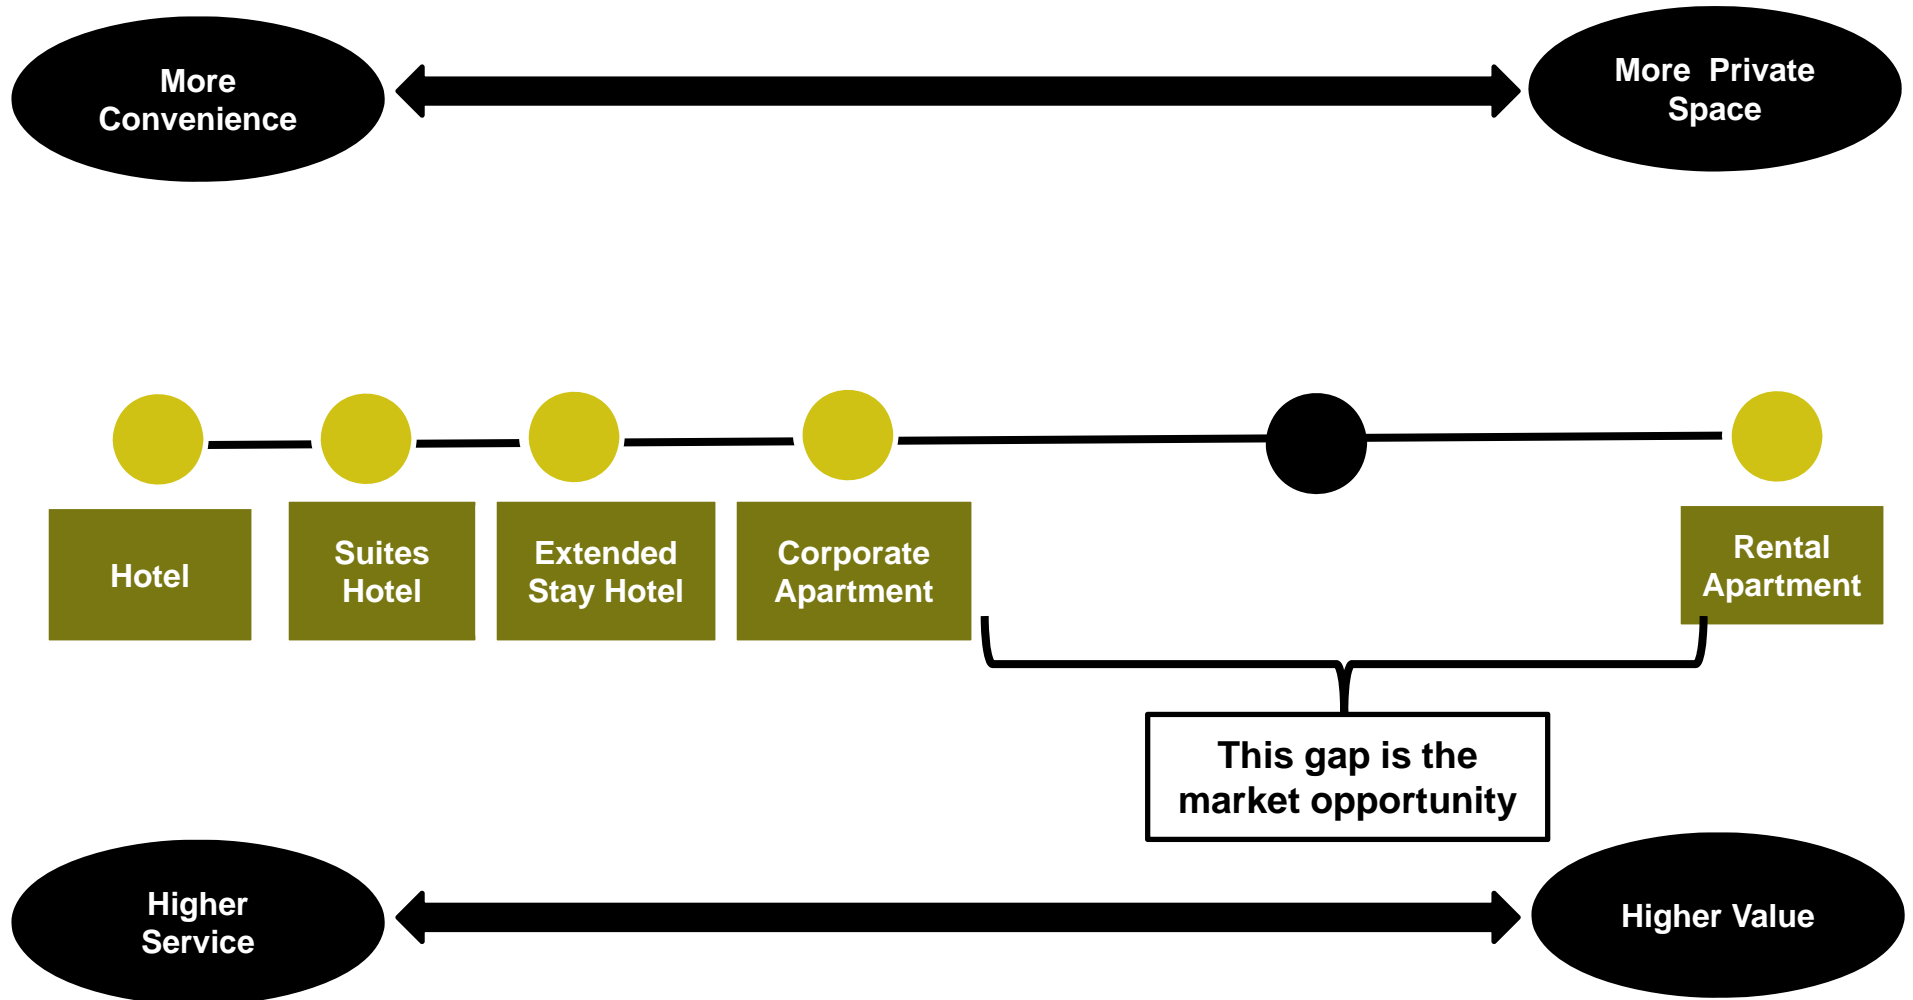 More
Convenience
More Private
Space
Hotel
Suites
Hotel
Extended
Stay Hotel
Corporate
Apartment
Rental
Apartment
This gap is the
market opportunity
Higher
Service
Higher Value